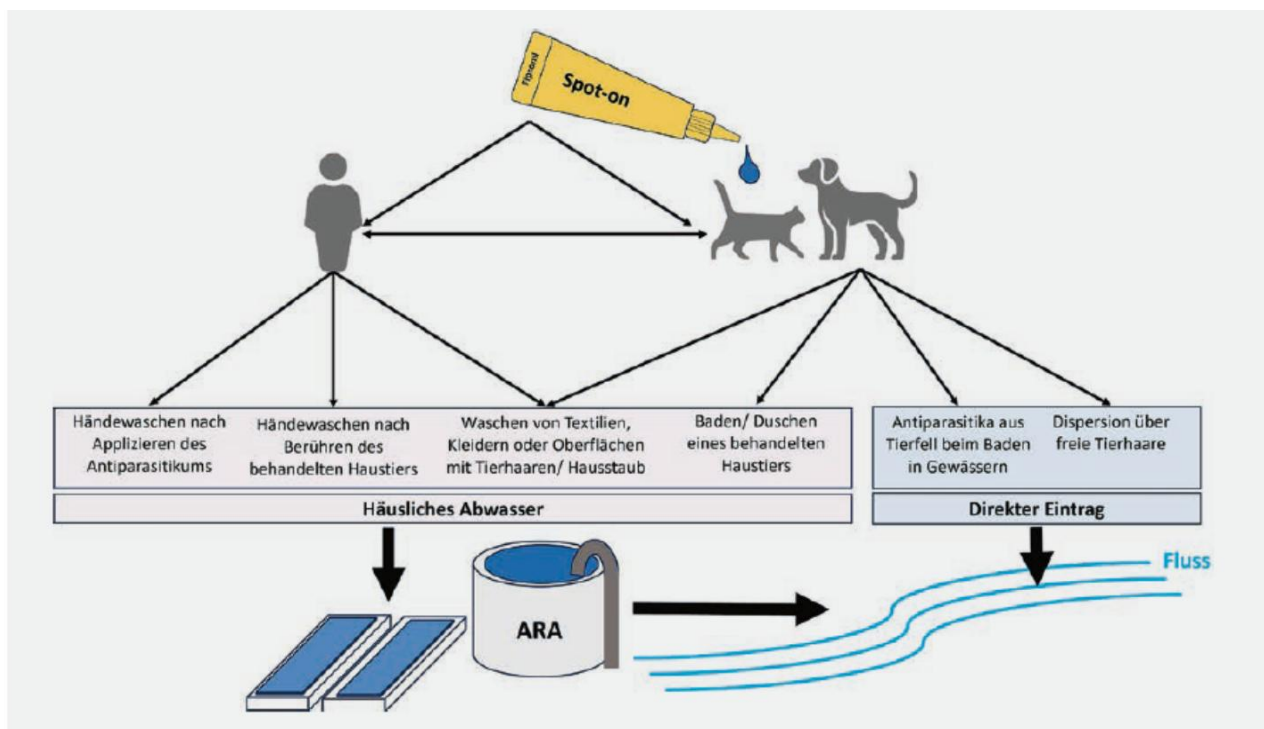 Fipronil
Spot-on
Händewaschen nach
Applizieren des
Antiparasitikums
Händewaschen nach
Berühren des
behandelten Haustiers
Waschen von Textilien,
Kleidern oder Oberflächen
mit Tierhaaren/ Hausstaub
Baden/ Duschen
eines behandelten
Haustiers
Antiparasitika aus
Tierfell beim Baden
in Gewässern
Dispersion über
freie Tierhaare
Häusliches Abwasser
Direkter Eintrag
Fluss
ARA